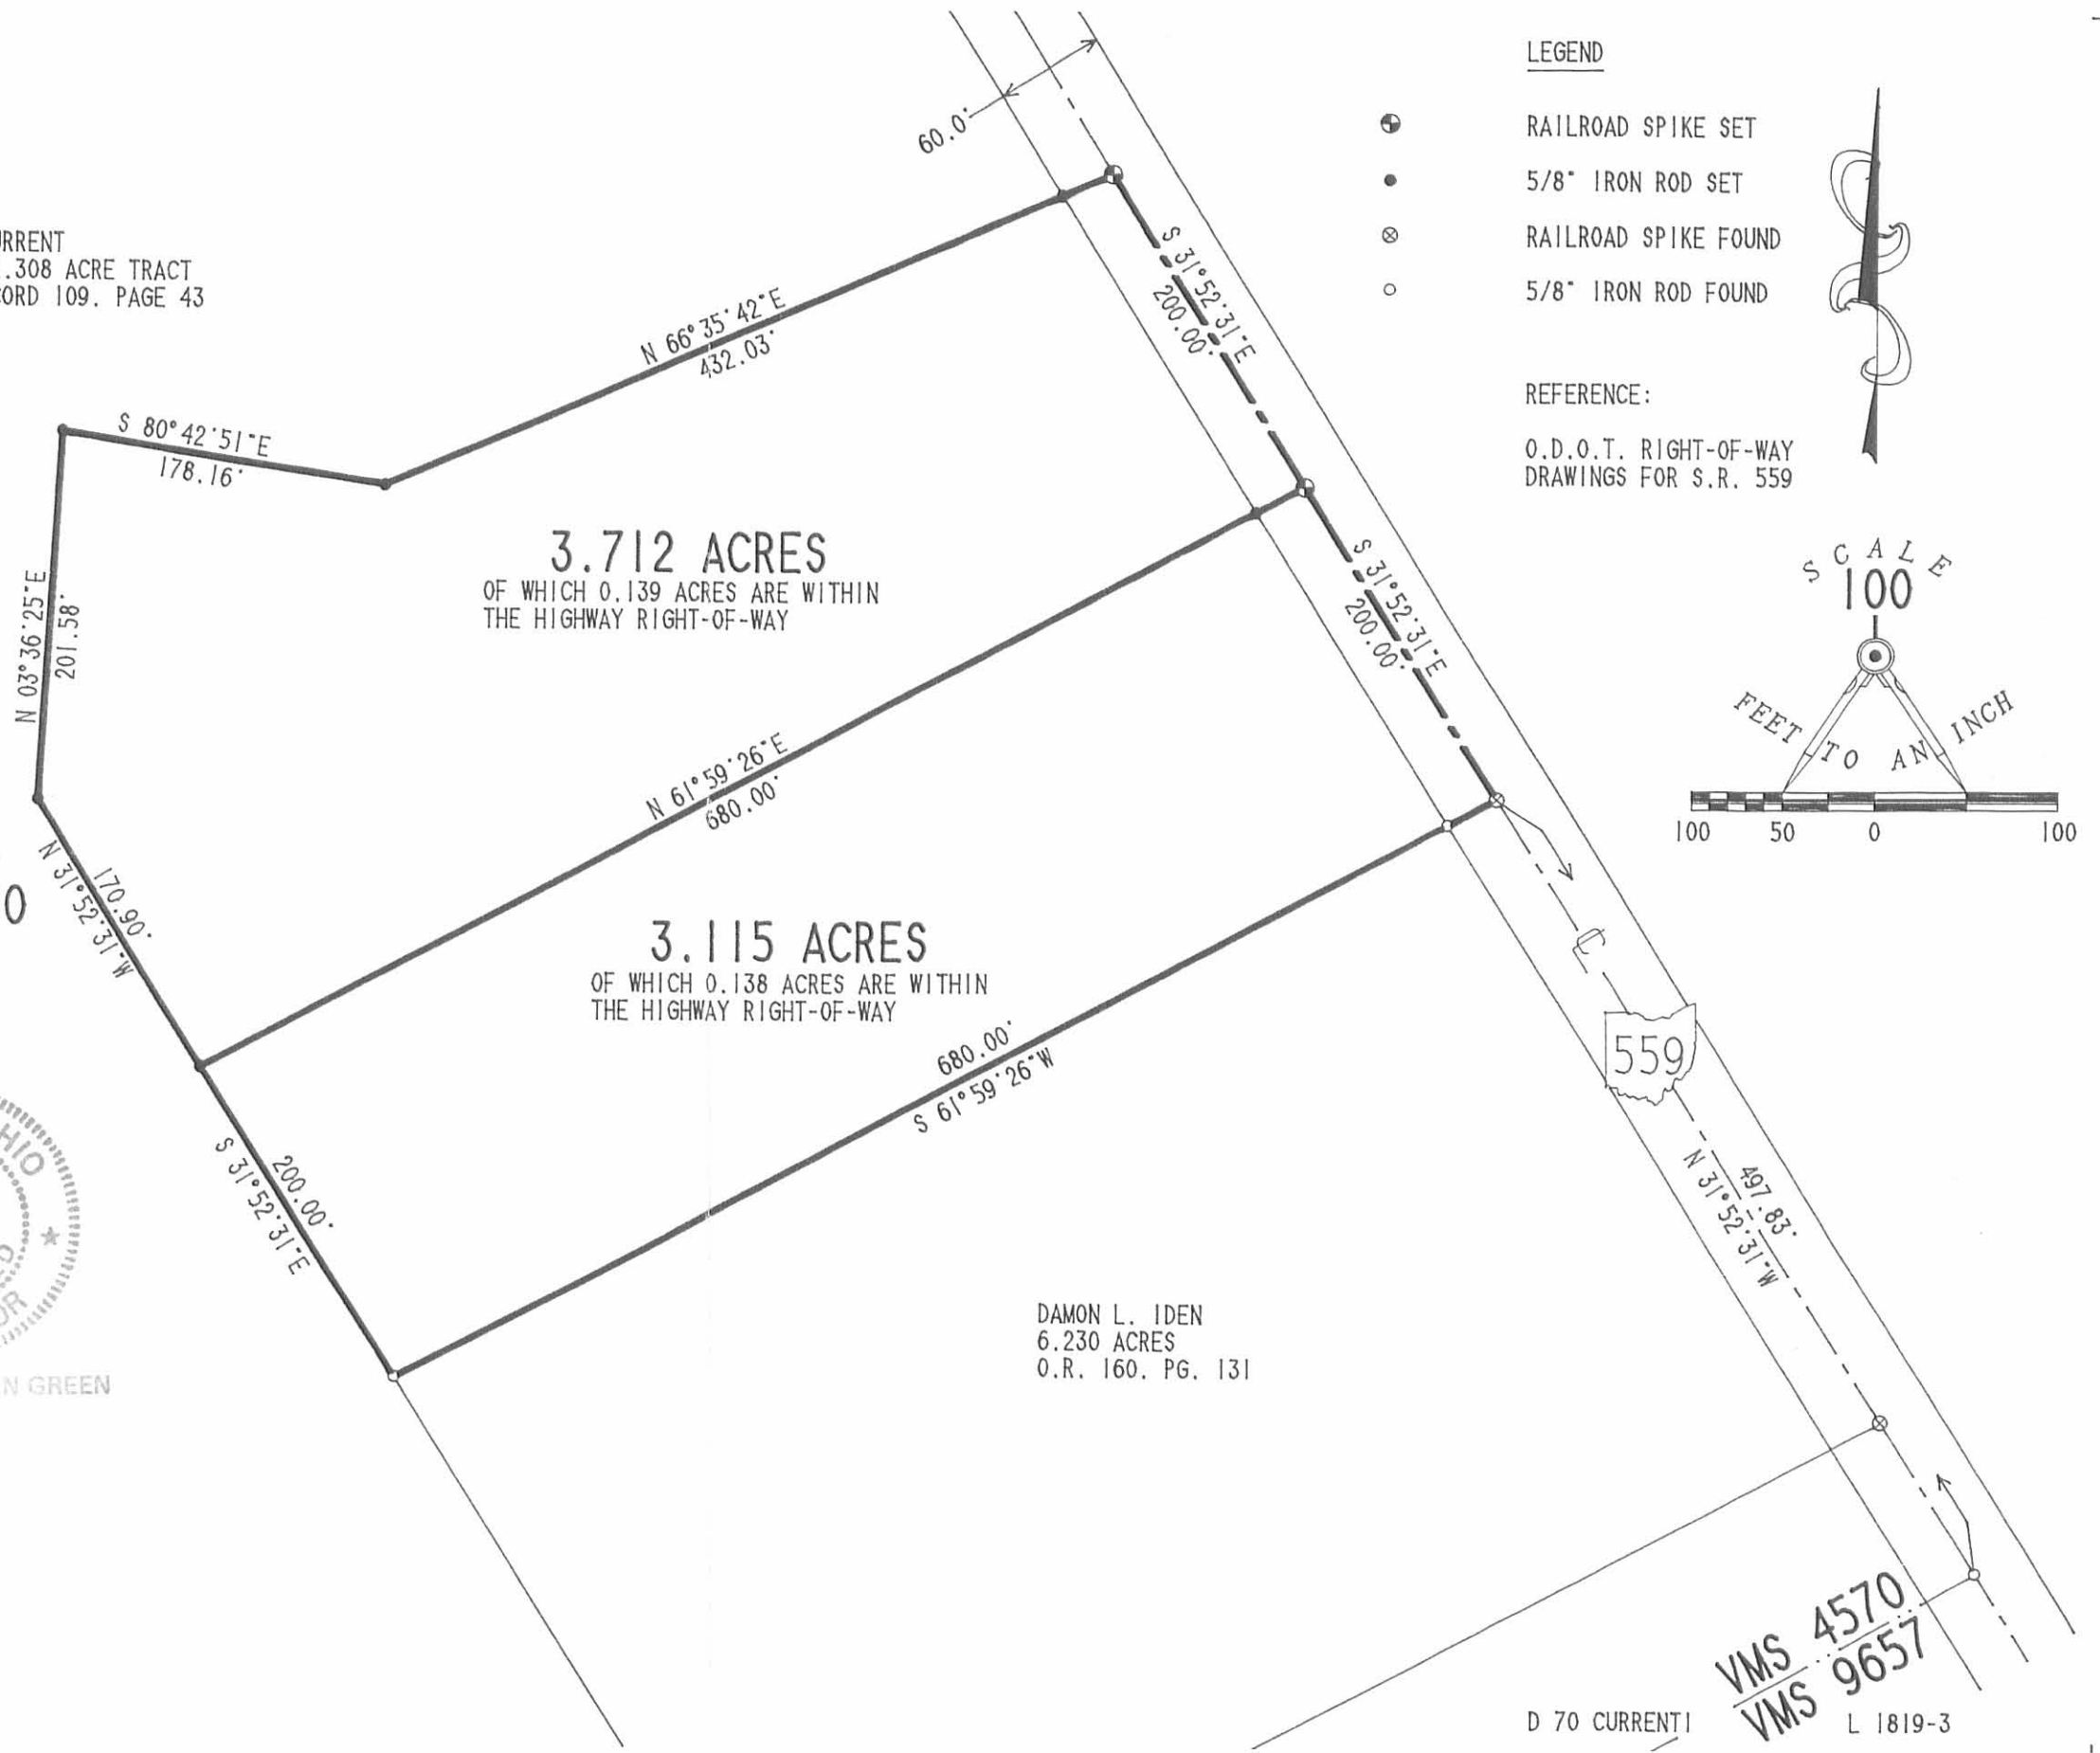 LEGEND
RAILROAD SPIKE SET
5/8" IRON ROD SET
RAILROAD SPIKE FOUND
5/8" IRON ROD FOUND
REFERENCE:
O.D.O.T. RIGHT-OF-WAY
DRAWINGS FOR S.R. 559
SCALE
100
FEET TO AN INCH
100 50 0 100
60.0'
.308 ACRE TRACT
109. PAGE 43
S 31°52'31"E
200.00'
N 66°35'42"E
432.03'
S 80°42'51"E
178.16'
3.712 ACRES
OF WHICH 0.139 ACRES ARE WITHIN
THE HIGHWAY RIGHT-OF-WAY
N 03°36'25"E
201.58'
S 31°52'31"E
200.00'
N 61°59'26"E
680.00'
170.90'
N 31°52'31"W
0
3.115 ACRES
OF WHICH 0.138 ACRES ARE WITHIN
THE HIGHWAY RIGHT-OF-WAY
680.00'
S 61°59'26"W
559
200.00'
S 31°52'31"E
497.83'
N 31°52'31"W
DAMON L. IDEN
6.230 ACRES
O.R. 160. PG. 131
GREEN
VMS 4570
VMS 9657
D 70 CURRENT1
L 1819-3